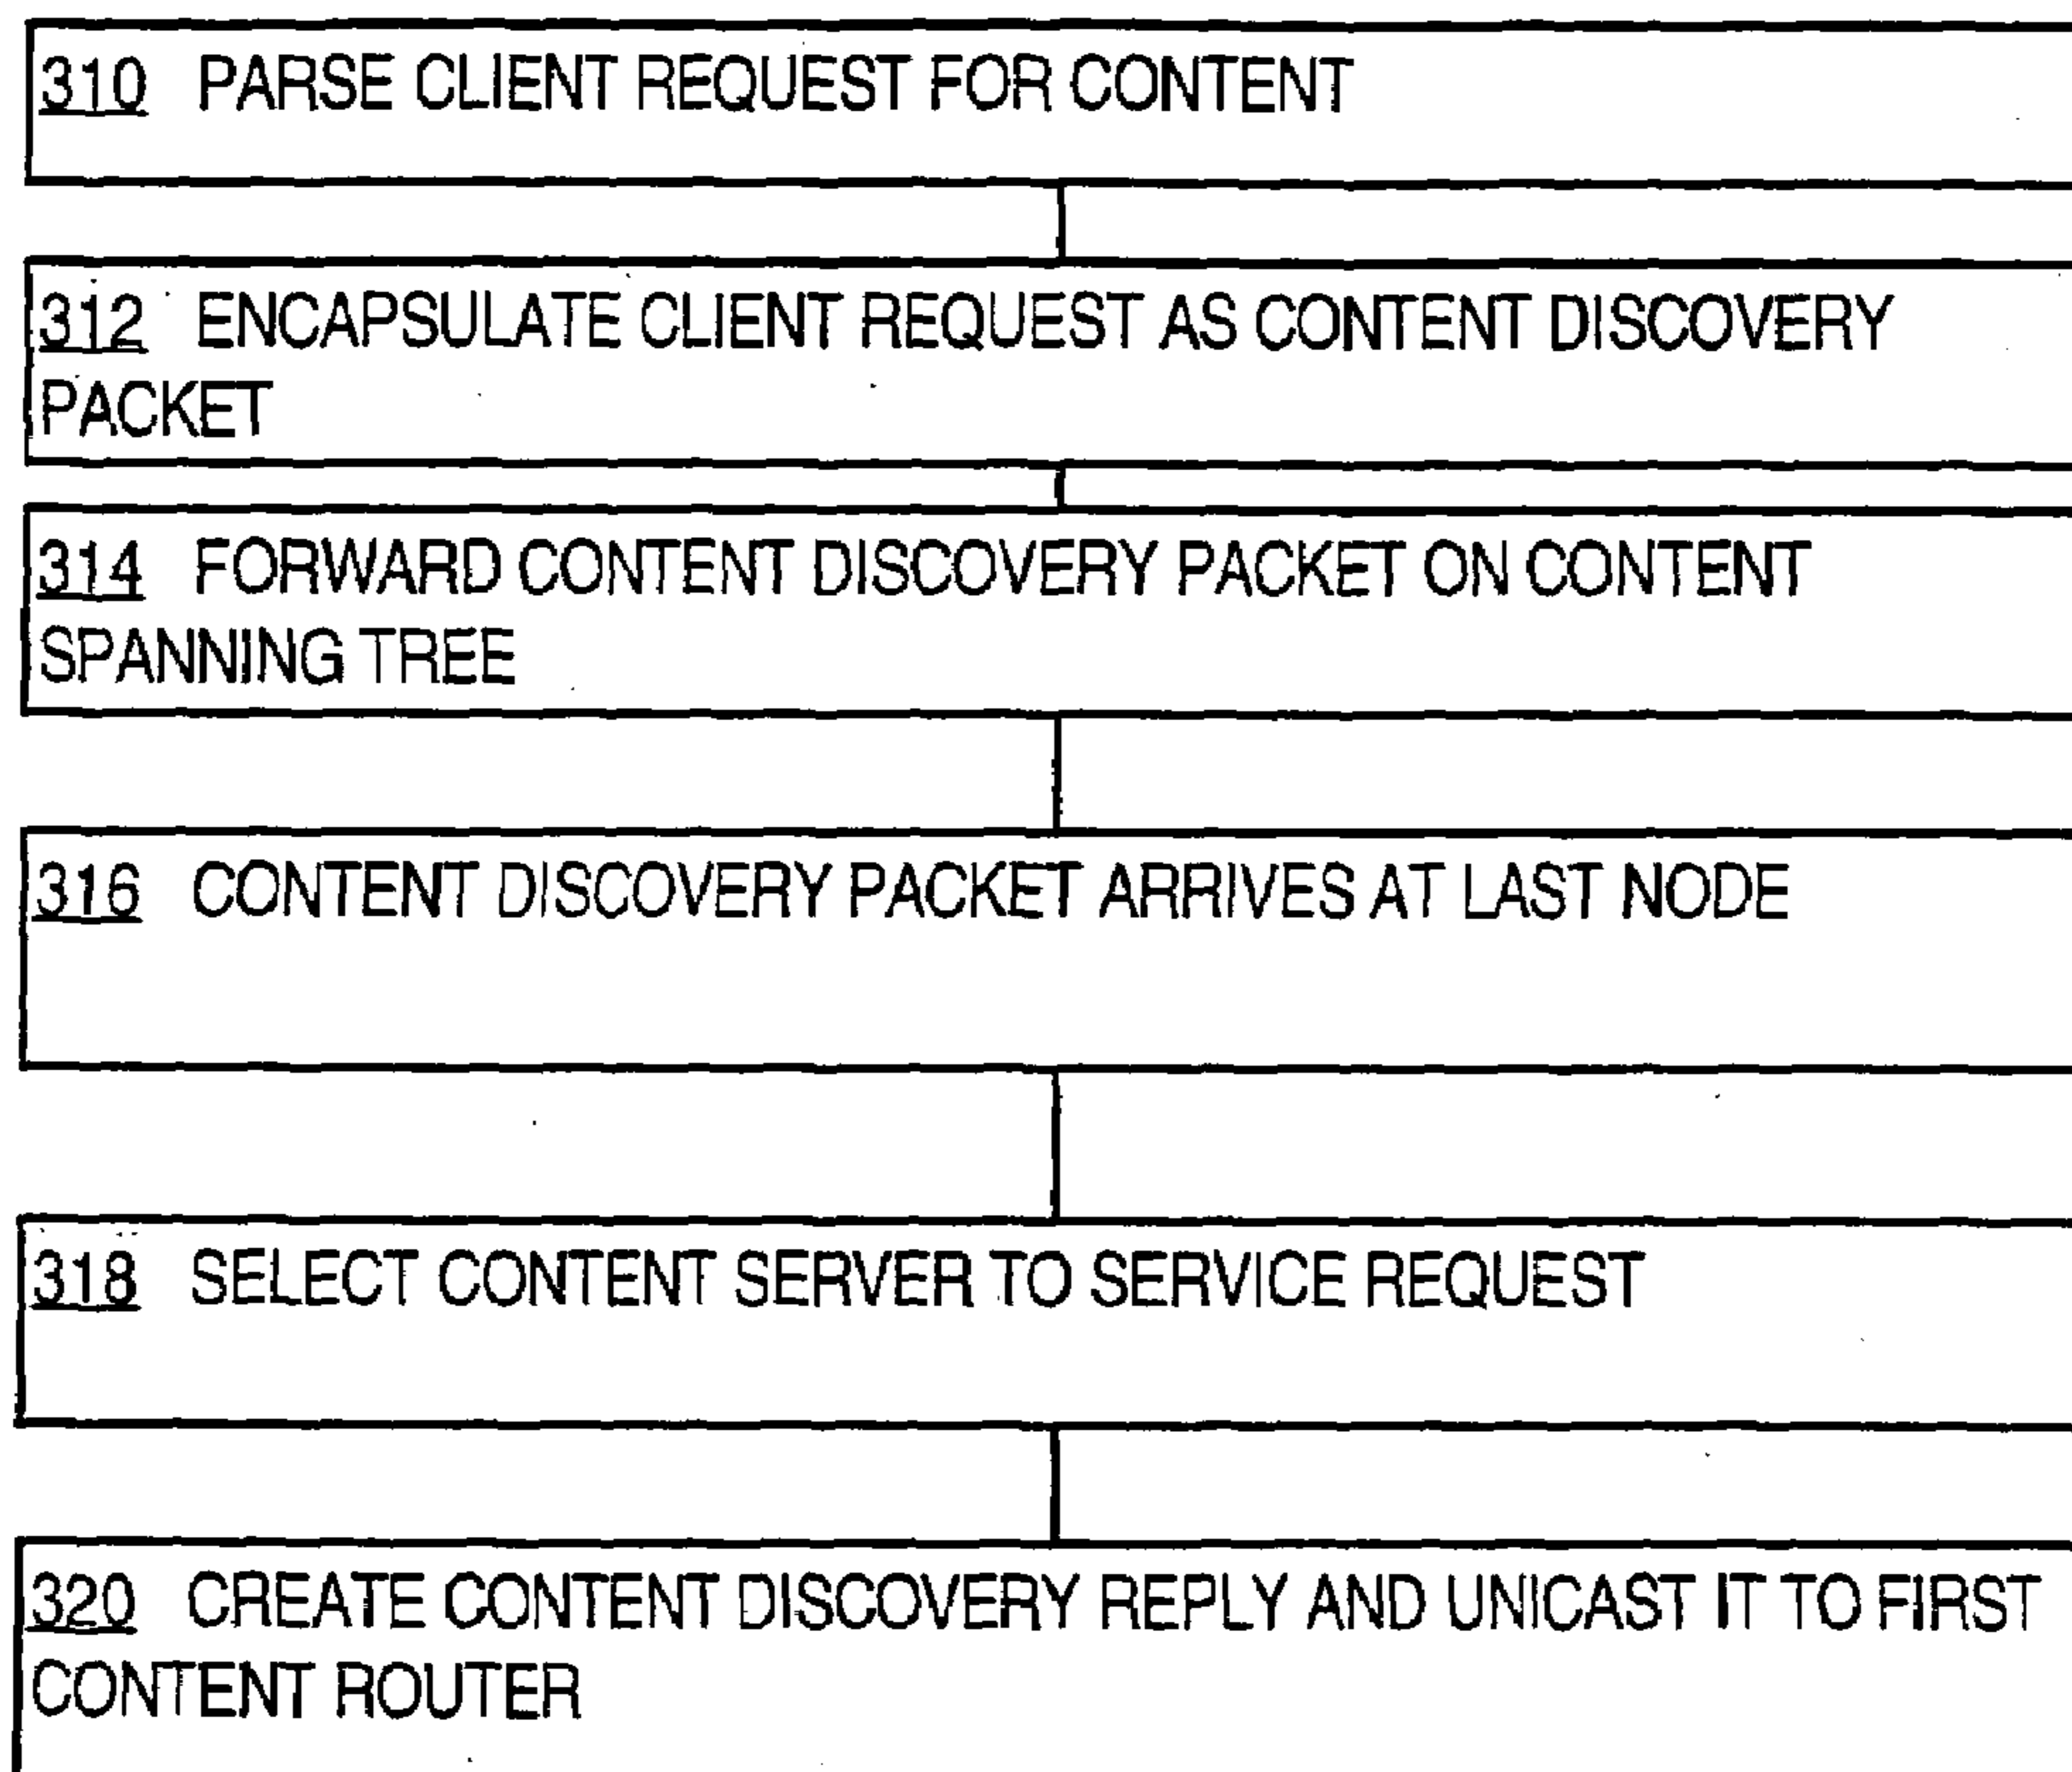 310 PARSE CLIENT REQUEST FOR CONTENT
312 ENCAPSULATE CLIENT REQUEST AS CONTENT DISCOVERY
PACKET
314 FORWARD CONTENT DISCOVERY PACKET ON CONTENT
SPANNING TREE
316 CONTENT DISCOVERY PACKET ARRIVES AT LAST NODE
318 SELECT CONTENT SERVER TO SERVICE REQUEST
320 CREATE CONTENT DISCOVERY REPLY AND UNICAST IT TO FIRST
CONTENT ROUTER